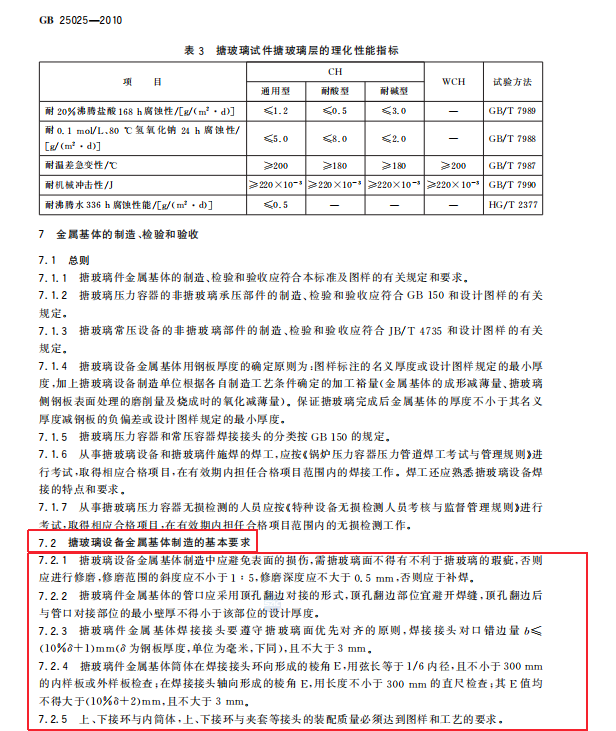 GB 25025—2010
表 3 搪玻璃试件搪玻璃层的理化性能指标
项 目
CH
WCH
试验方法
通用型
耐酸型
耐碱型
耐20%沸腾盐酸168 h腐蚀性/[g/(m²·d)]
≤1.2
≤0.5
≤3.0
—
GB/T 7989
耐0.1 mol/L、80 ℃氢氧化钠 24 h 腐蚀性/
[g/(m²·d)]
≤5.0
≤8.0
≤2.0
—
GB/T 7988
耐温差急变性/℃
≥200
≥180
≥180
≥200
GB/T 7987
耐机械冲击性/J
≥220×10⁻³
≥220×10⁻³
≥220×10⁻³
≥220×10⁻³
GB/T 7990
耐沸腾水336 h腐蚀性能/[g/(m²·d)]
≤0.5
—
—
—
HG/T 2377
7 金属基体的制造、检验和验收
7.1 总则
7.1.1 搪玻璃件金属基体的制造、检验和验收应符合本标准及图样的有关规定和要求。
7.1.2 搪玻璃压力容器的非搪玻璃承压部件的制造、检验和验收应符合 GB 150 和设计图样的有关
规定。
7.1.3 搪玻璃常压设备的非搪玻璃部件的制造、检验和验收应符合 JB/T 4735 和设计图样的有关
规定。
7.1.4 搪玻璃设备金属基体用钢板厚度的确定原则为:图样标注的名义厚度或设计图样规定的最小厚
度,加上搪玻璃设备制造单位根据各自制造工艺条件确定的加工裕量(金属基体的成形减薄量、搪玻璃
侧钢板表面处理的磨削量及烧成时的氧化减薄量)。保证搪玻璃完成后金属基体的厚度不小于其名义
厚度减钢板的负偏差或设计图样规定的最小厚度。
7.1.5 搪玻璃压力容器和常压容器焊接接头的分类按 GB 150 的规定。
7.1.6 从事搪玻璃设备和搪玻璃件施焊的焊工,应按《锅炉压力容器压力管道焊工考试与管理规则》进
行考试,取得相应合格项目,在有效期内担任合格项目范围内的焊接工作。焊工还应熟悉搪玻璃设备焊
接的特点和要求。
7.1.7 从事搪玻璃压力容器无损检测的人员应按《特种设备无损检测人员考核与监督管理规则》进行
考试,取得相应合格项目,在有效期内担任合格项目范围内的无损检测工作。
7.2 搪玻璃设备金属基体制造的基本要求
7.2.1 搪玻璃设备金属基体制造中应避免表面的损伤,需搪玻璃面不得有不利于搪玻璃的瑕疵,否则
应进行修磨,修磨范围的斜度应不小于 1:5,修磨深度应不大于 0.5 mm,否则应于补焊。
7.2.2 搪玻璃件金属基体的管口应采用顶孔翻边对接的形式,顶孔翻边部位宜避开焊缝,顶孔翻边后
与管口对接部位的最小壁厚不得小于该部位的设计厚度。
7.2.3 搪玻璃件金属基体焊接接头要遵守搪玻璃面优先对齐的原则,焊接接头对口错边量 b≤
(10%δ+1)mm(δ为钢板厚度,单位为毫米,下同),且不大于 3 mm。
7.2.4 搪玻璃件金属基体筒体在焊接接头环向形成的棱角 E,用弦长等于 1/6 内径,且不小于 300 mm
的内样板或外样板检查;在焊接接头轴向形成的棱角 E,用长度不小于 300 mm 的直尺检查;其 E 值均
不得大于(10%δ+2)mm,且不大于 3 mm。
7.2.5 上、下接环与内筒体,上、下接环与夹套等接头的装配质量必须达到图样和工艺的要求。